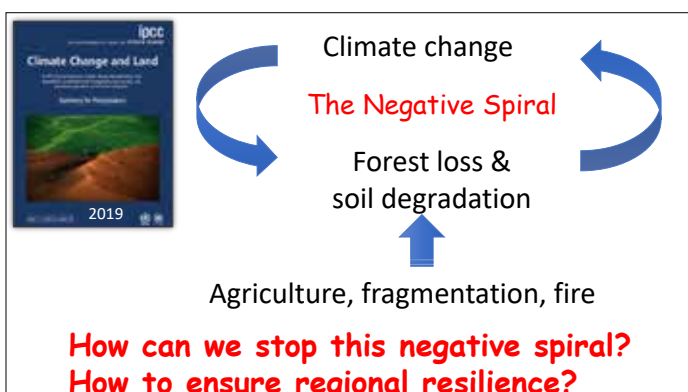 ipcc
Climate Change and Land
2019
Climate change
The Negative Spiral
Forest loss &
soil degradation
Agriculture, fragmentation, fire
How can we stop this negative spiral?
How to ensure regional resilience?